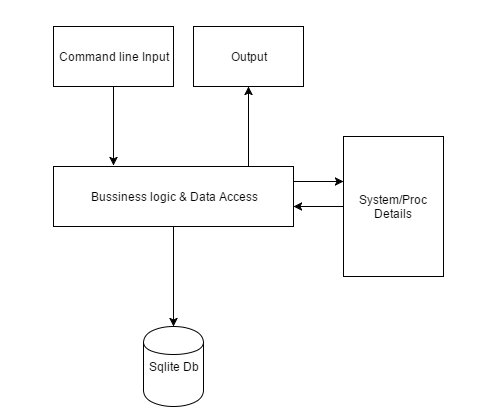 Command line Input
Output
Bussiness logic & Data Access
System/Proc
Details
Sqlite Db